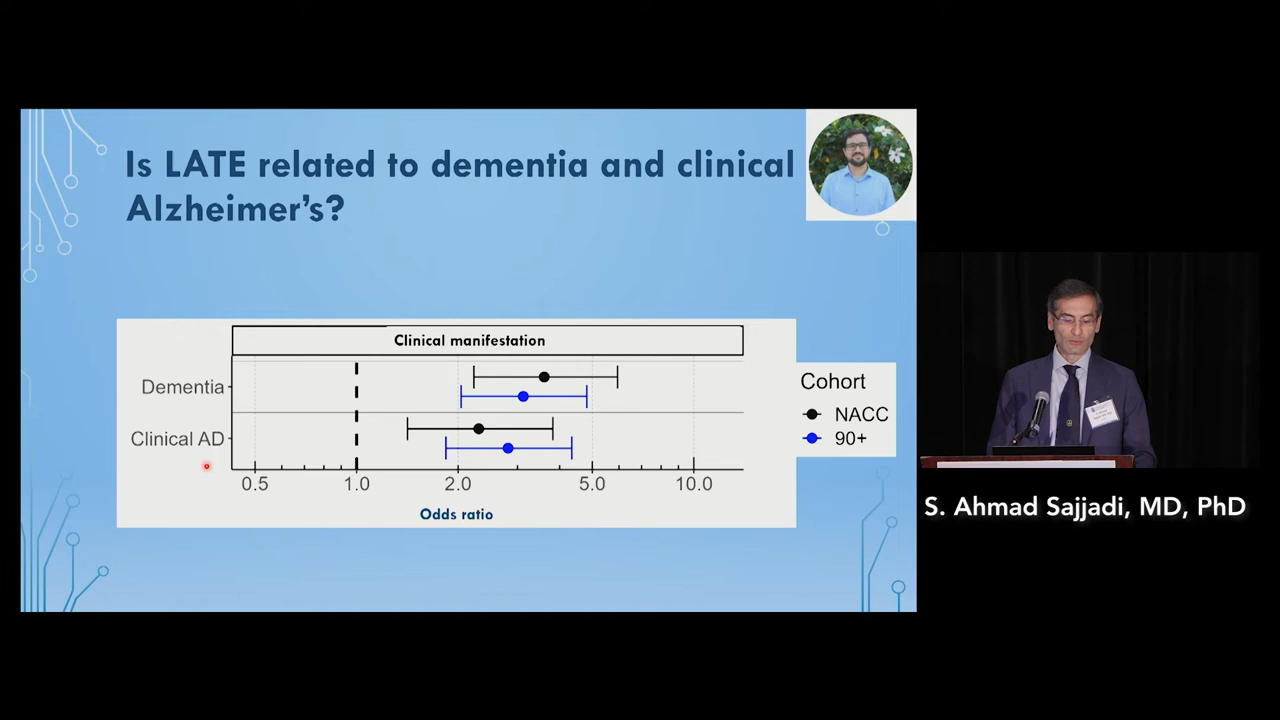 Is LATE related to dementia and clinical
Alzheimer's?
Clinical manifestation
Dementia
Clinical AD
0.5 1.0 2.0 5.0 10.0
Odds ratio
Cohort
NACC
90+
S. Ahmad Sajjadi, MD, PhD